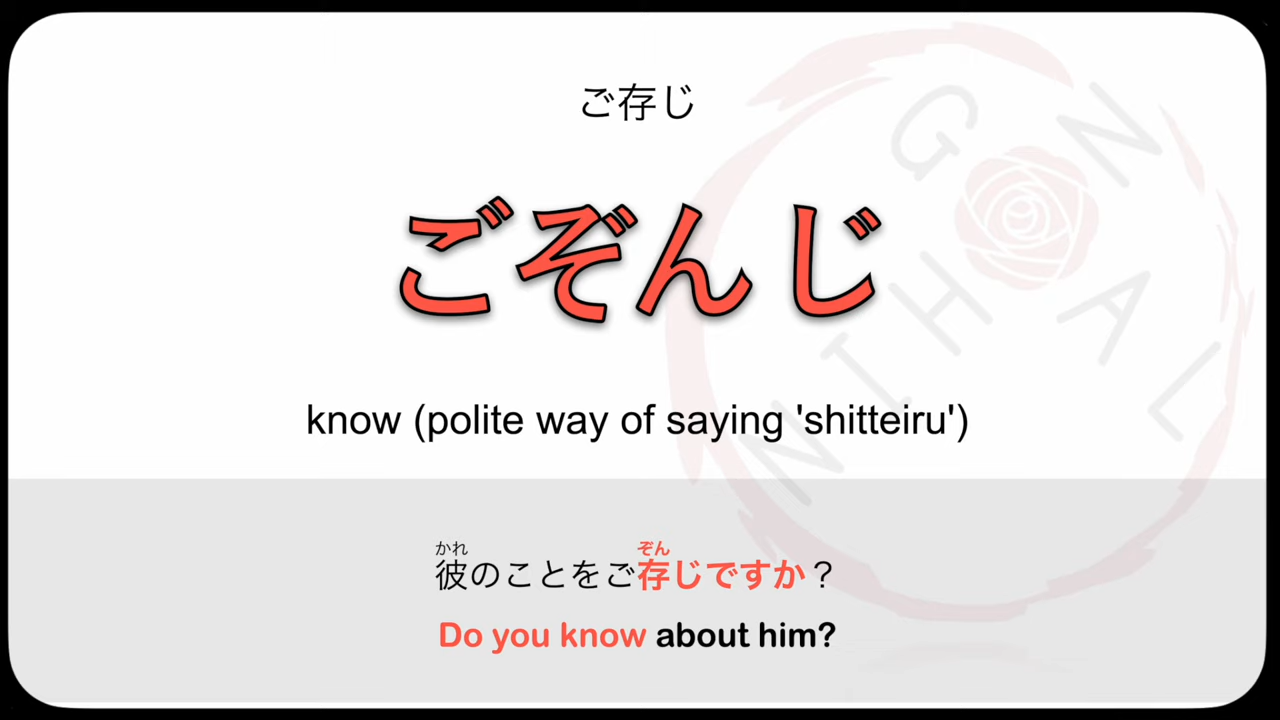 ご存じ
ごぞんじ
know (polite way of saying 'shitteiru')
かれ ぞん
彼のことをご存じですか？
Do you know about him?
NIHONGONAL